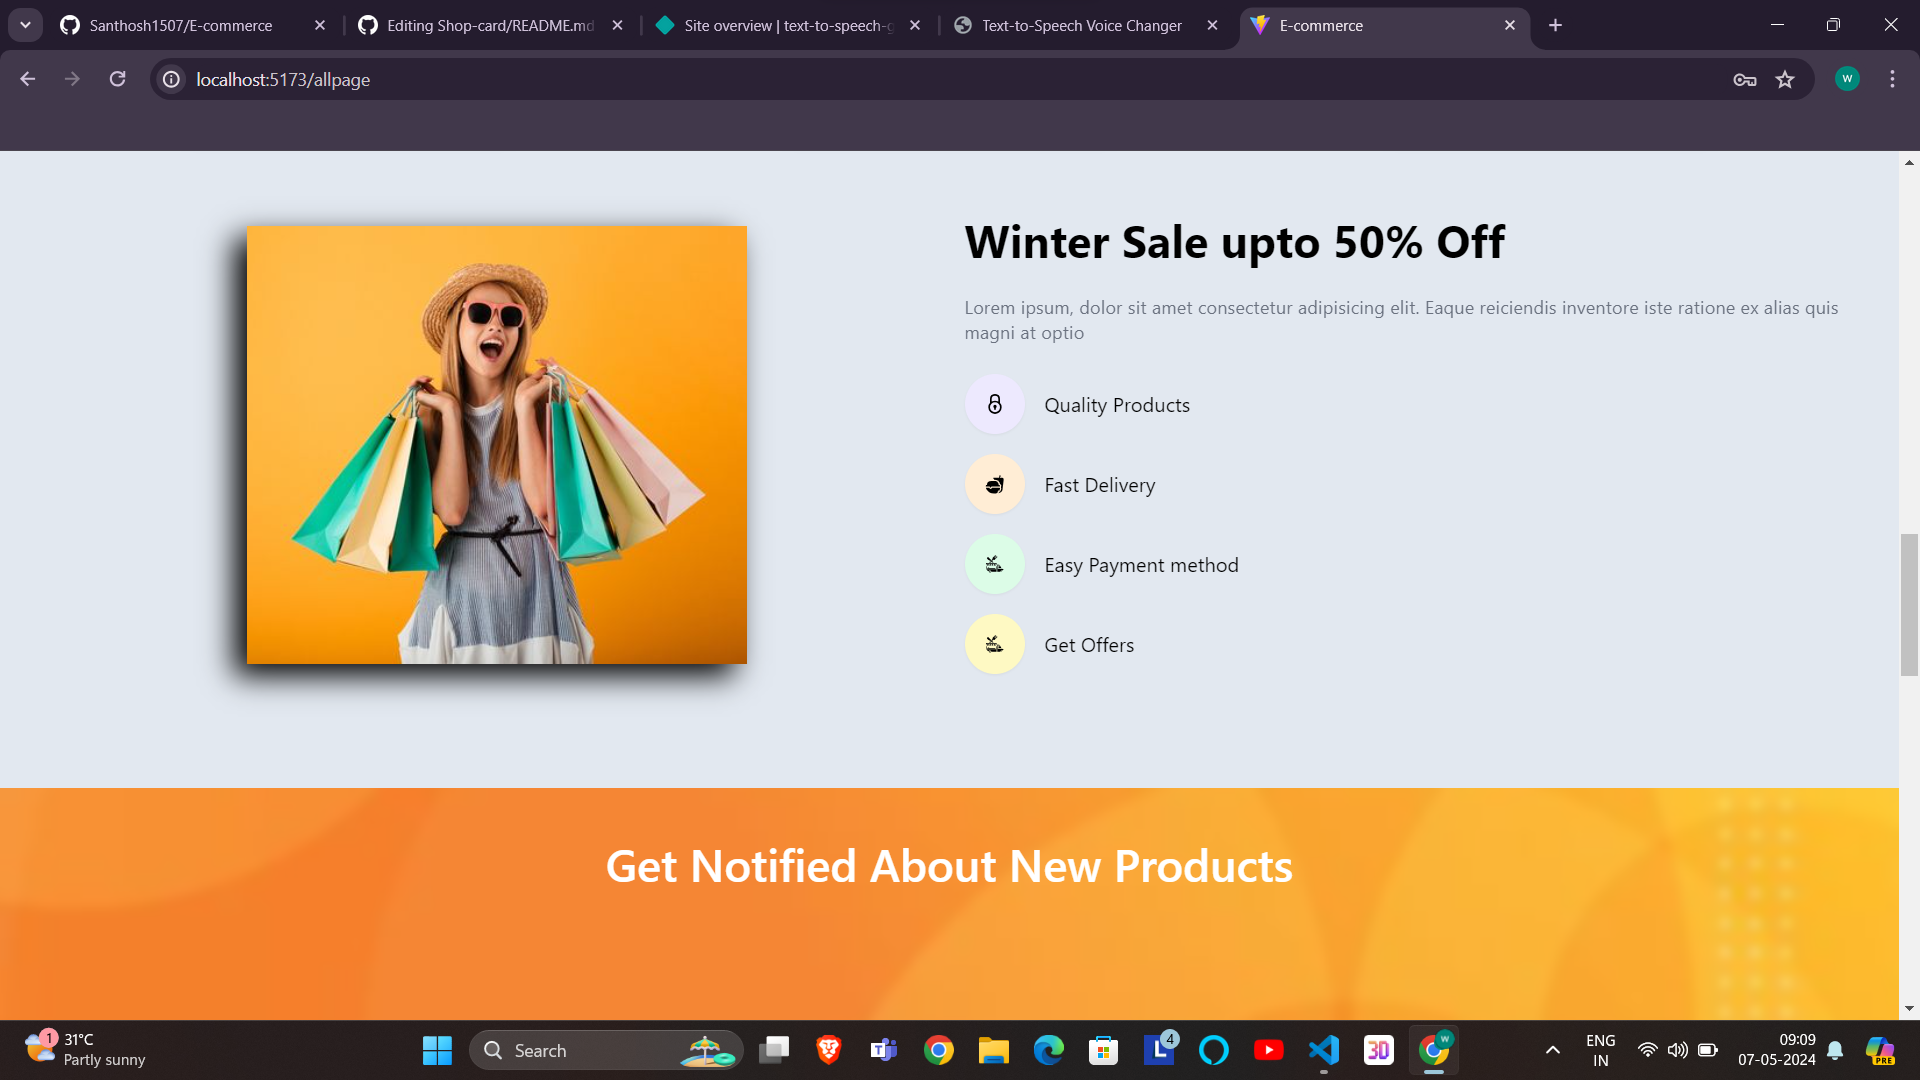 Santhosh1507/E-commerce
Editing Shop-card/README.md
Site overview | text-to-speech-g
Text-to-Speech Voice Changer
E-commerce
localhost:5173/allpage
W
Winter Sale upto 50% Off
Lorem ipsum, dolor sit amet consectetur adipisicing elit. Eaque reiciendis inventore iste ratione ex alias quis
magni at optio
Quality Products
Fast Delivery
Easy Payment method
Get Offers
Get Notified About New Products
1
31°C
Partly sunny
Search
L
4
3D
W
ENG
IN
09:09
07-05-2024
PRE